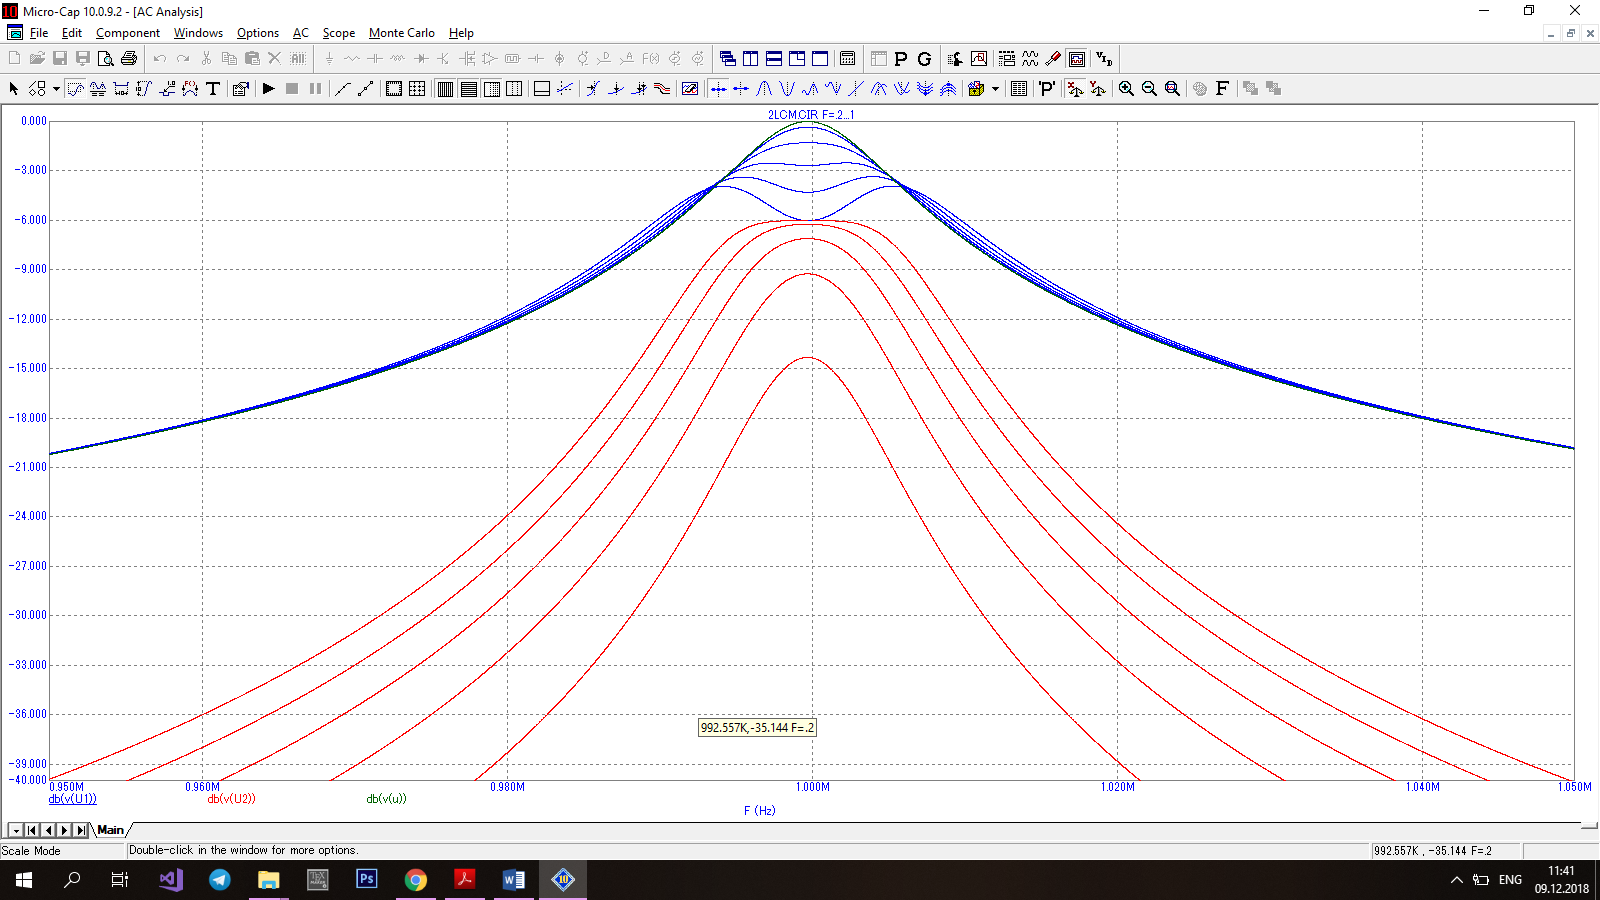 Micro-Cap 10.0.9.2 - [AC Analysis]
File Edit Component Windows Options AC Scope Monte Carlo Help
2LCM.CIR F=.2...1
0.000
-3.000
-6.000
-9.000
-12.000
-15.000
-18.000
-21.000
-24.000
-27.000
-30.000
-33.000
-36.000
-39.000
-40.000
992.557K,-35.144 F=.2
0.950M 0.960M 0.980M 1.000M 1.020M 1.040M 1.050M
db(v(U1)) db(v(U2)) db(v(u))
F (Hz)
Main
Scale Mode Double-click in the window for more options. 992.557K , -35.144 F=.2
ENG 11:41
09.12.2018